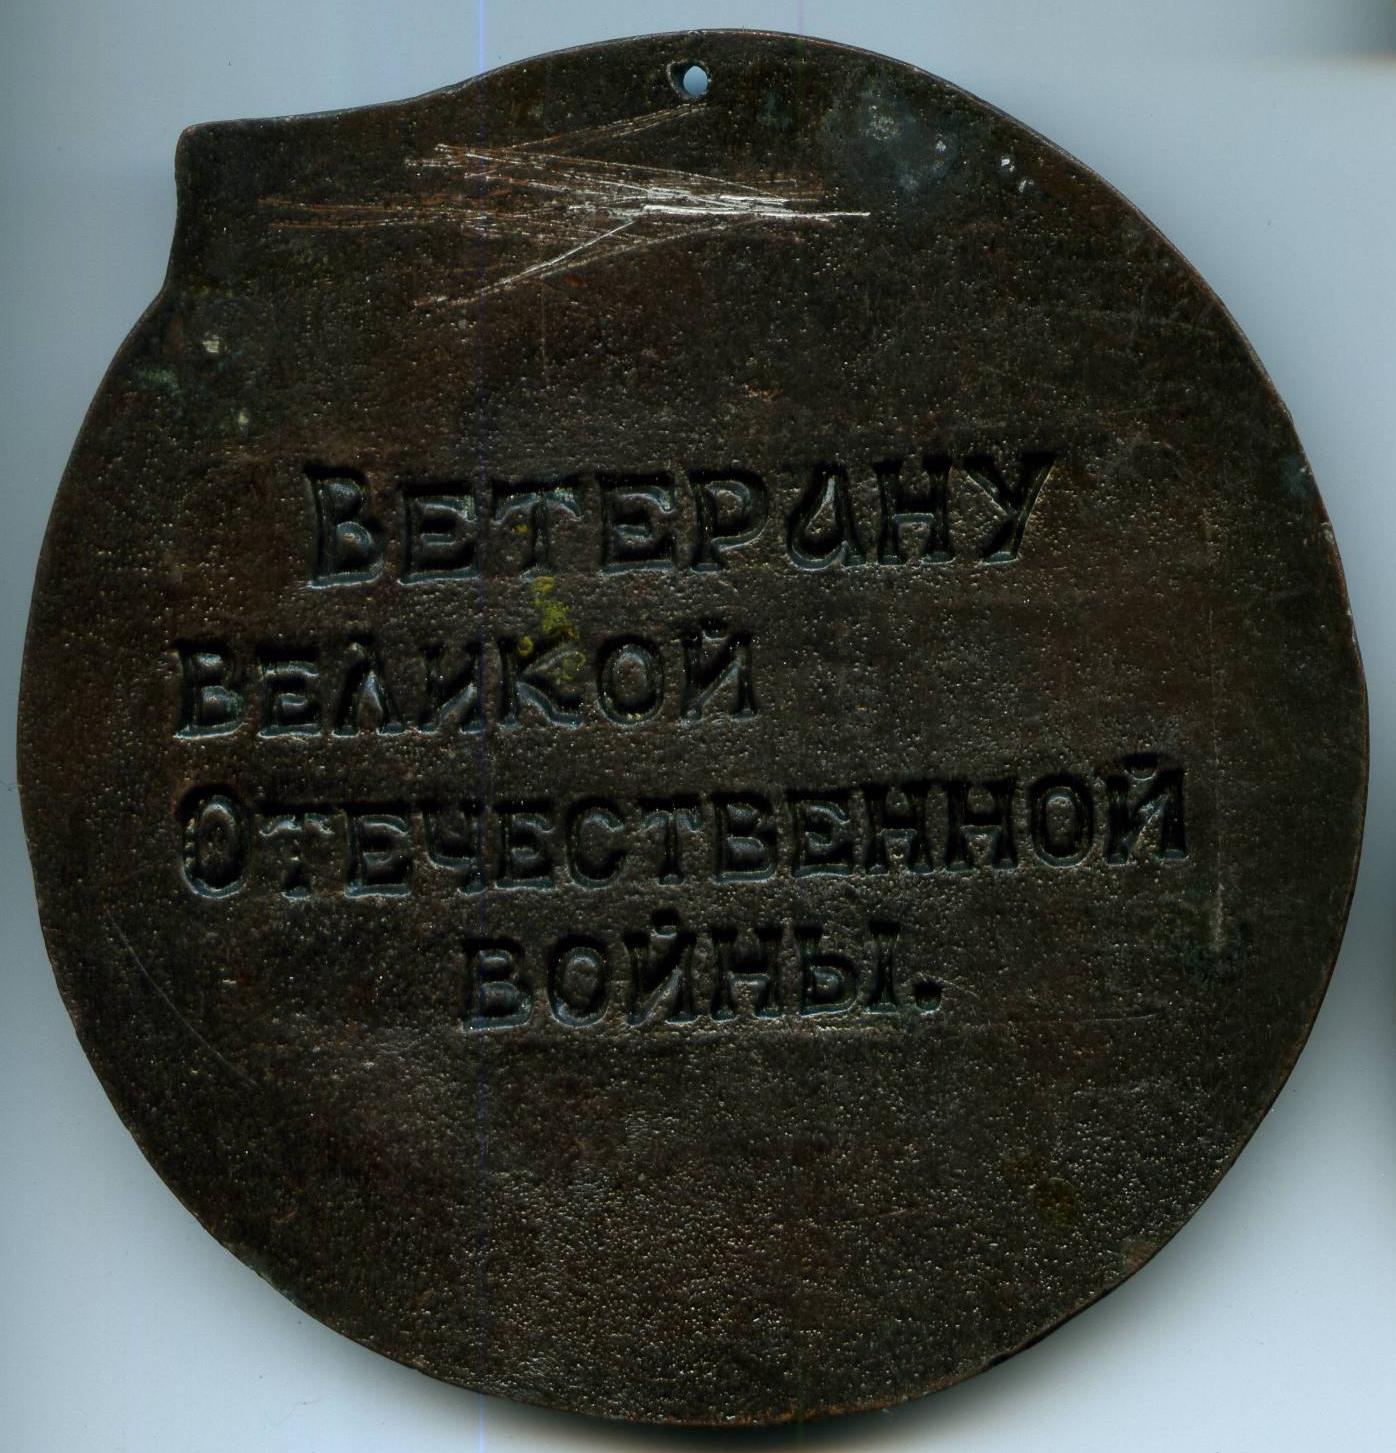 Ветерану
великой
Отечественной
войны.